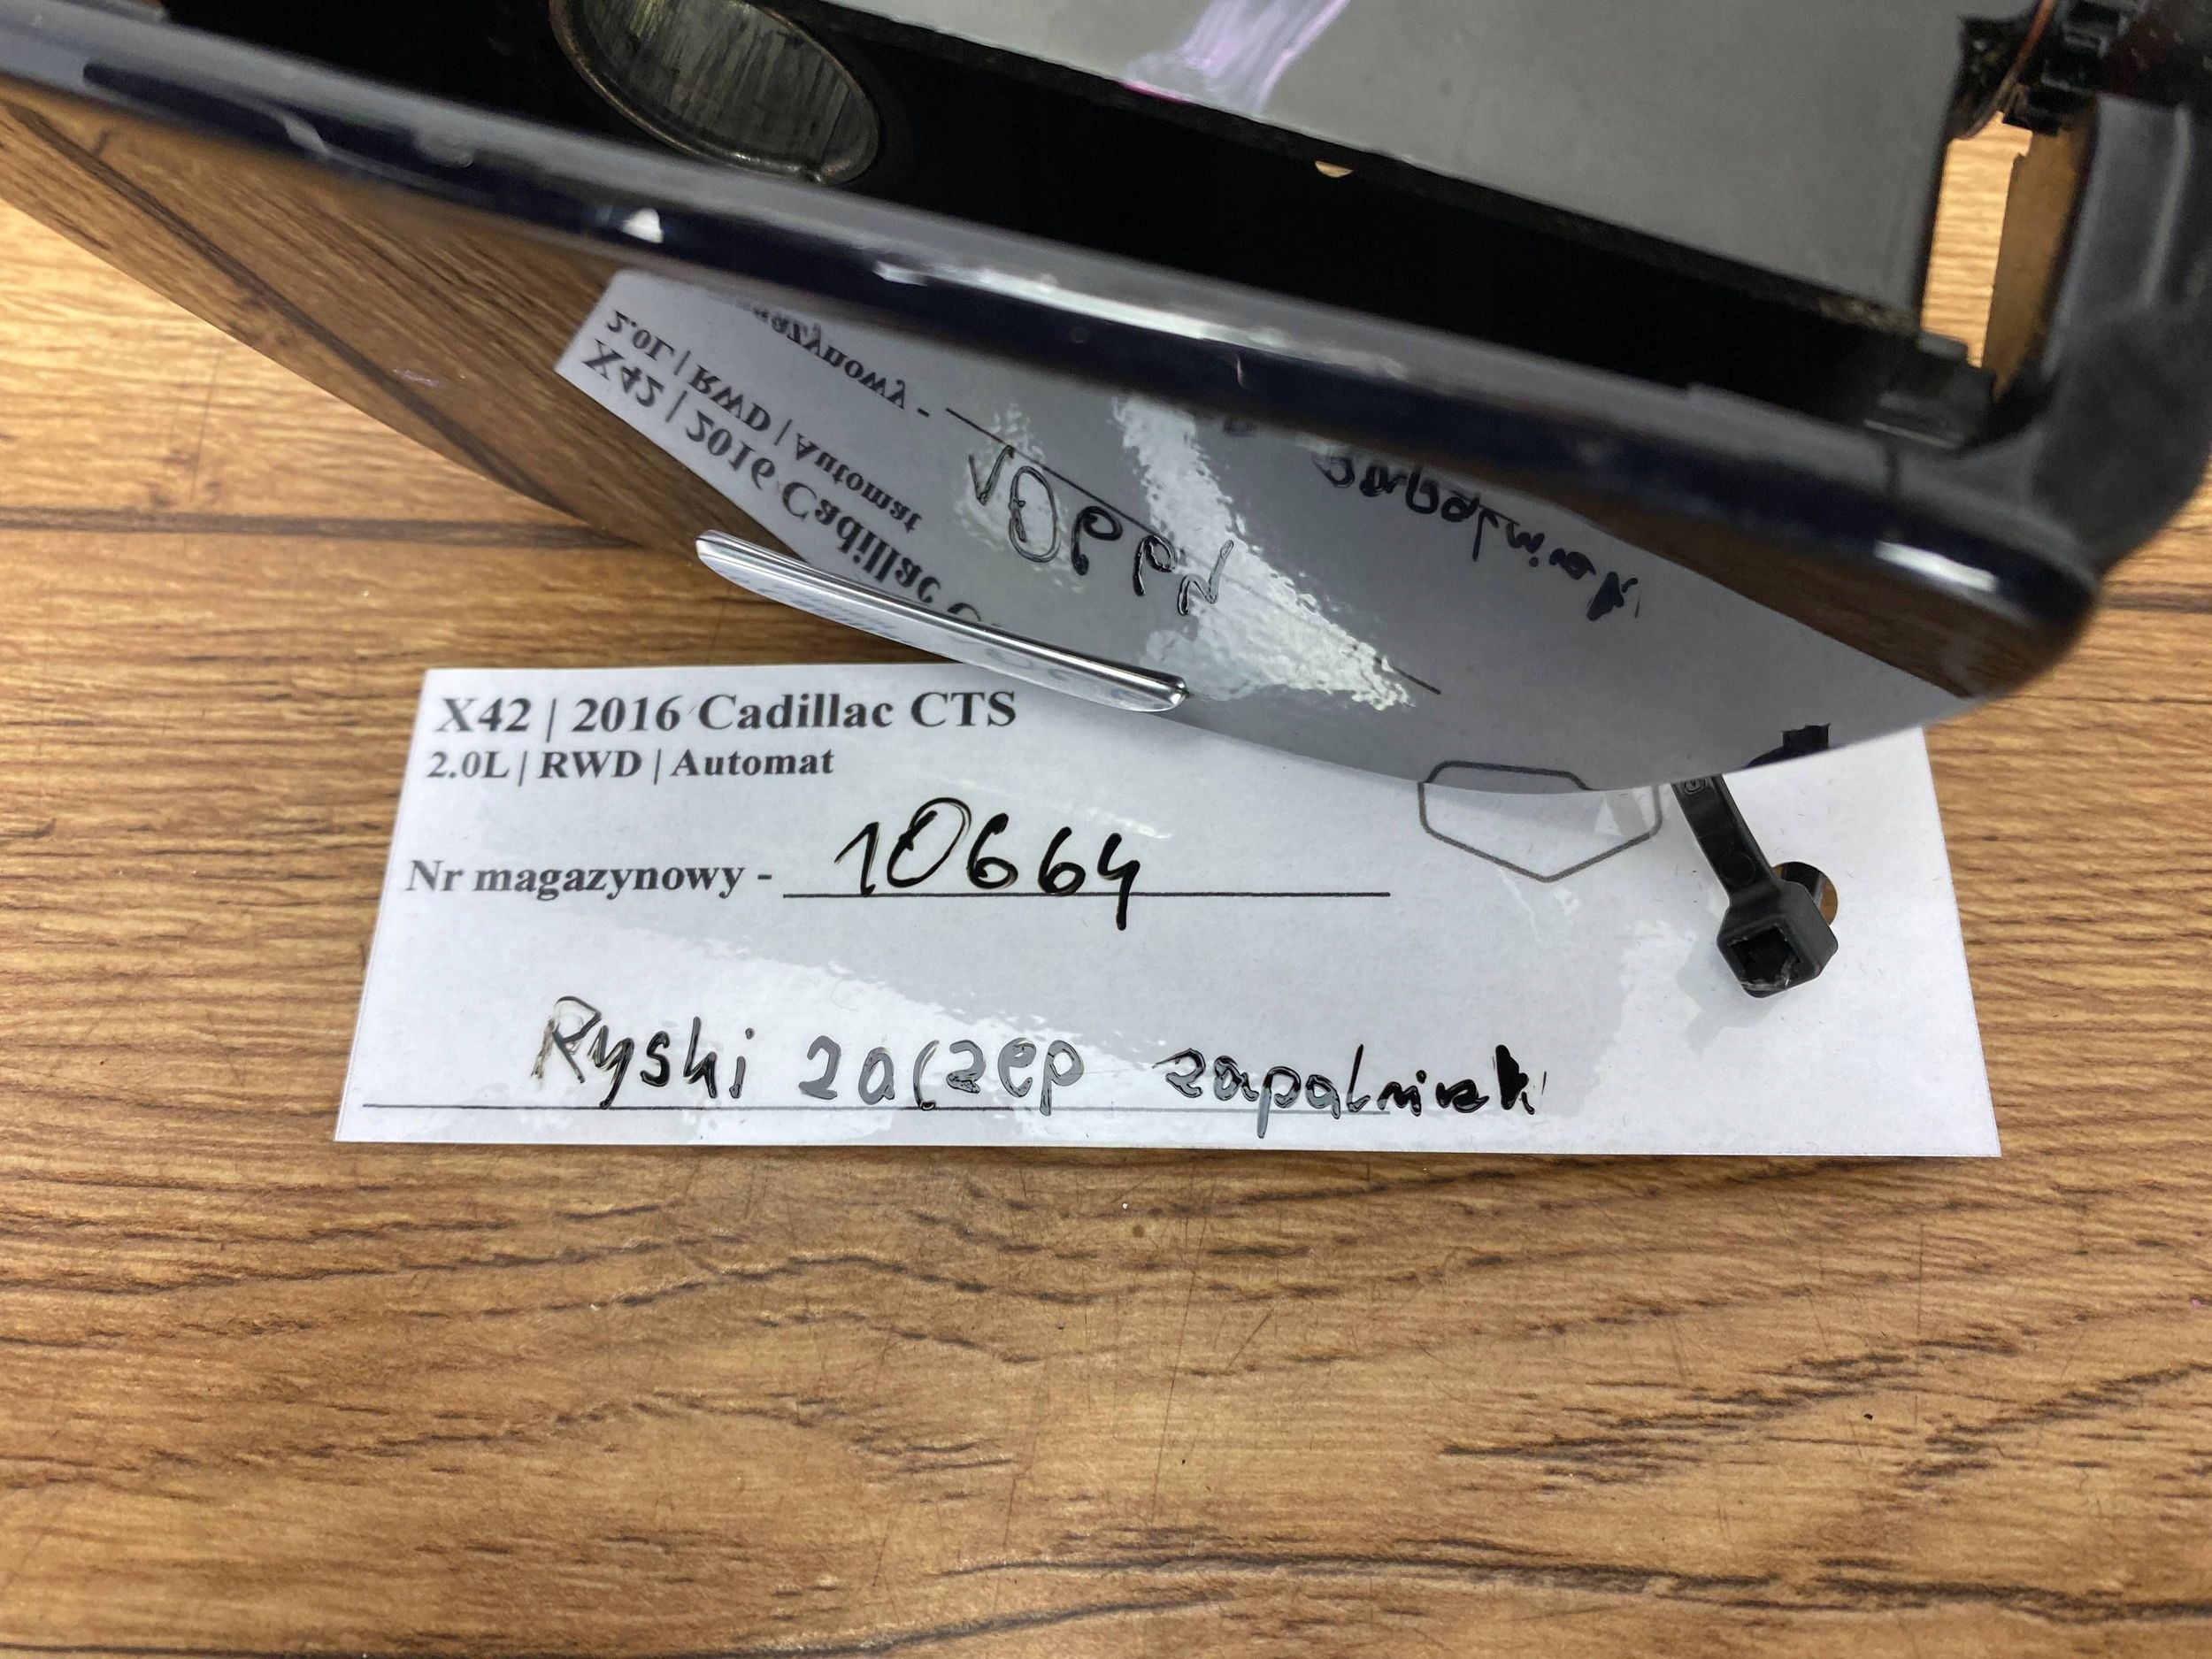 X42 | 2016 Cadillac CTS
2.0L | RWD | Automat
Nr magazynowy - 10664
Ryski zaczep zapalniczki